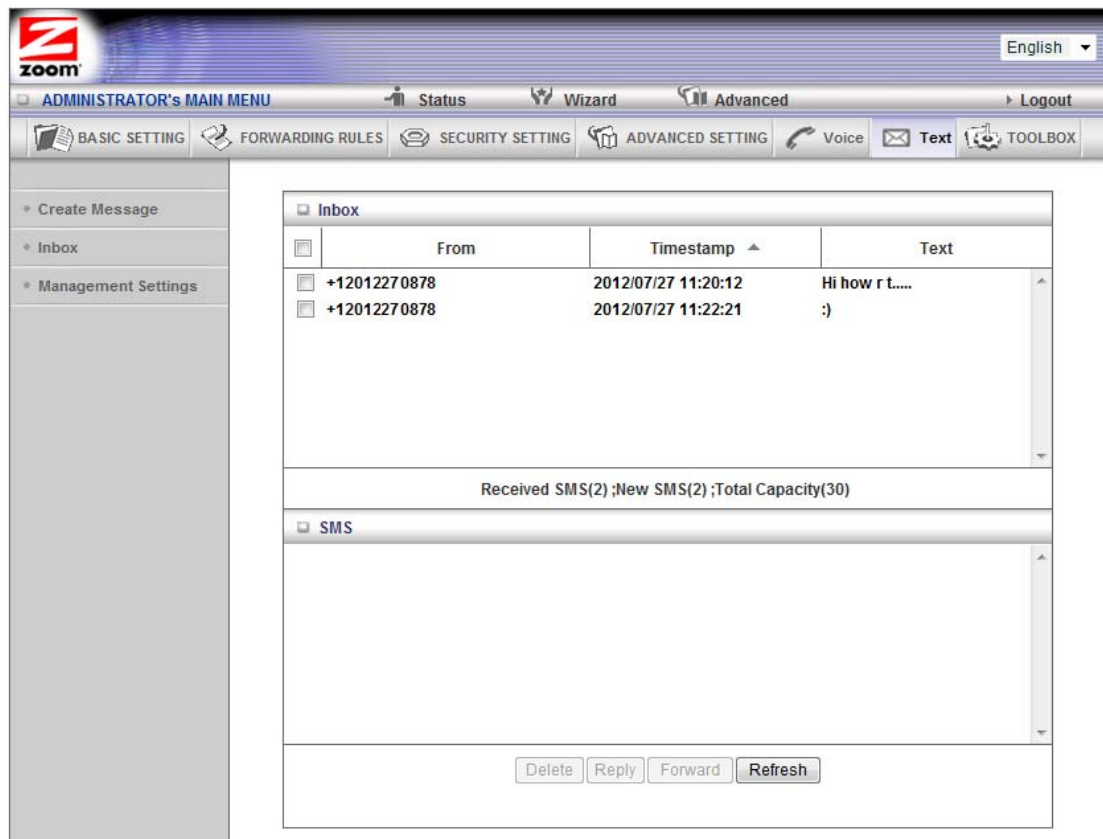 zoom
English
ADMINISTRATOR's MAIN MENU Status Wizard Advanced Logout
BASIC SETTING FORWARDING RULES SECURITY SETTING ADVANCED SETTING Voice Text TOOLBOX
Create Message
Inbox
Management Settings
Inbox
From Timestamp Text
+12012270878 2012/07/27 11:20:12 Hi how r t.....
+12012270878 2012/07/27 11:22:21 :)
Received SMS(2) ;New SMS(2) ;Total Capacity(30)
SMS
Delete Reply Forward Refresh